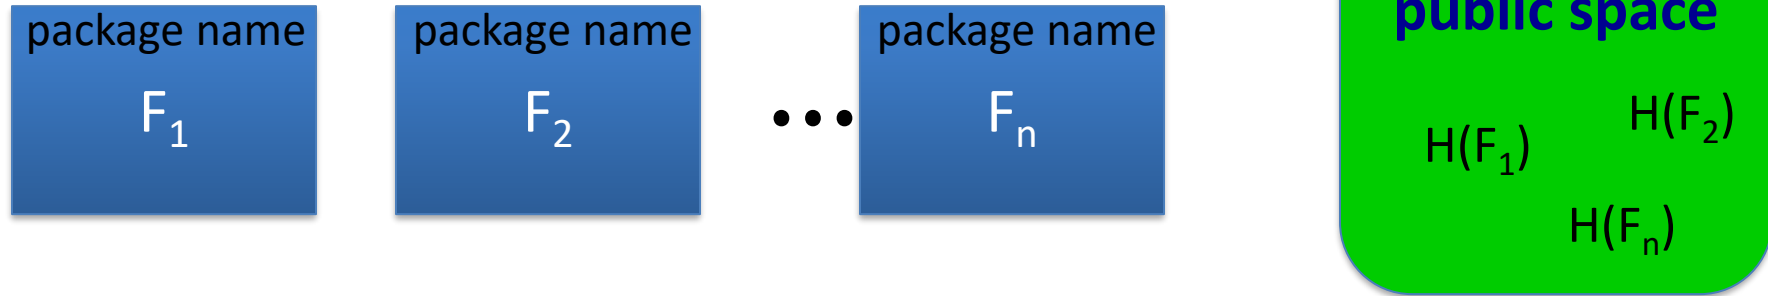 package name
F₁
package name
F₂
•••
package name
Fₙ
public space
H(F₁)
H(F₂)
H(Fₙ)